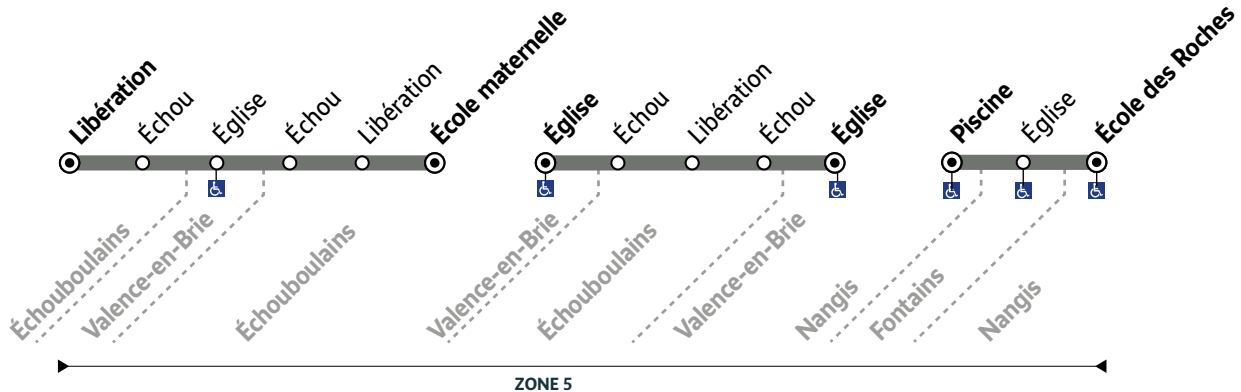 Libération
Échou
Église
Échou
Libération
École maternelle
Église
Échou
Libération
Échou
Église
Piscine
Église
École des Roches
Échouboulains
Valence-en-Brie
Échouboulains
Valence-en-Brie
Échouboulains
Valence-en-Brie
Nangis
Fontains
Nangis
ZONE 5